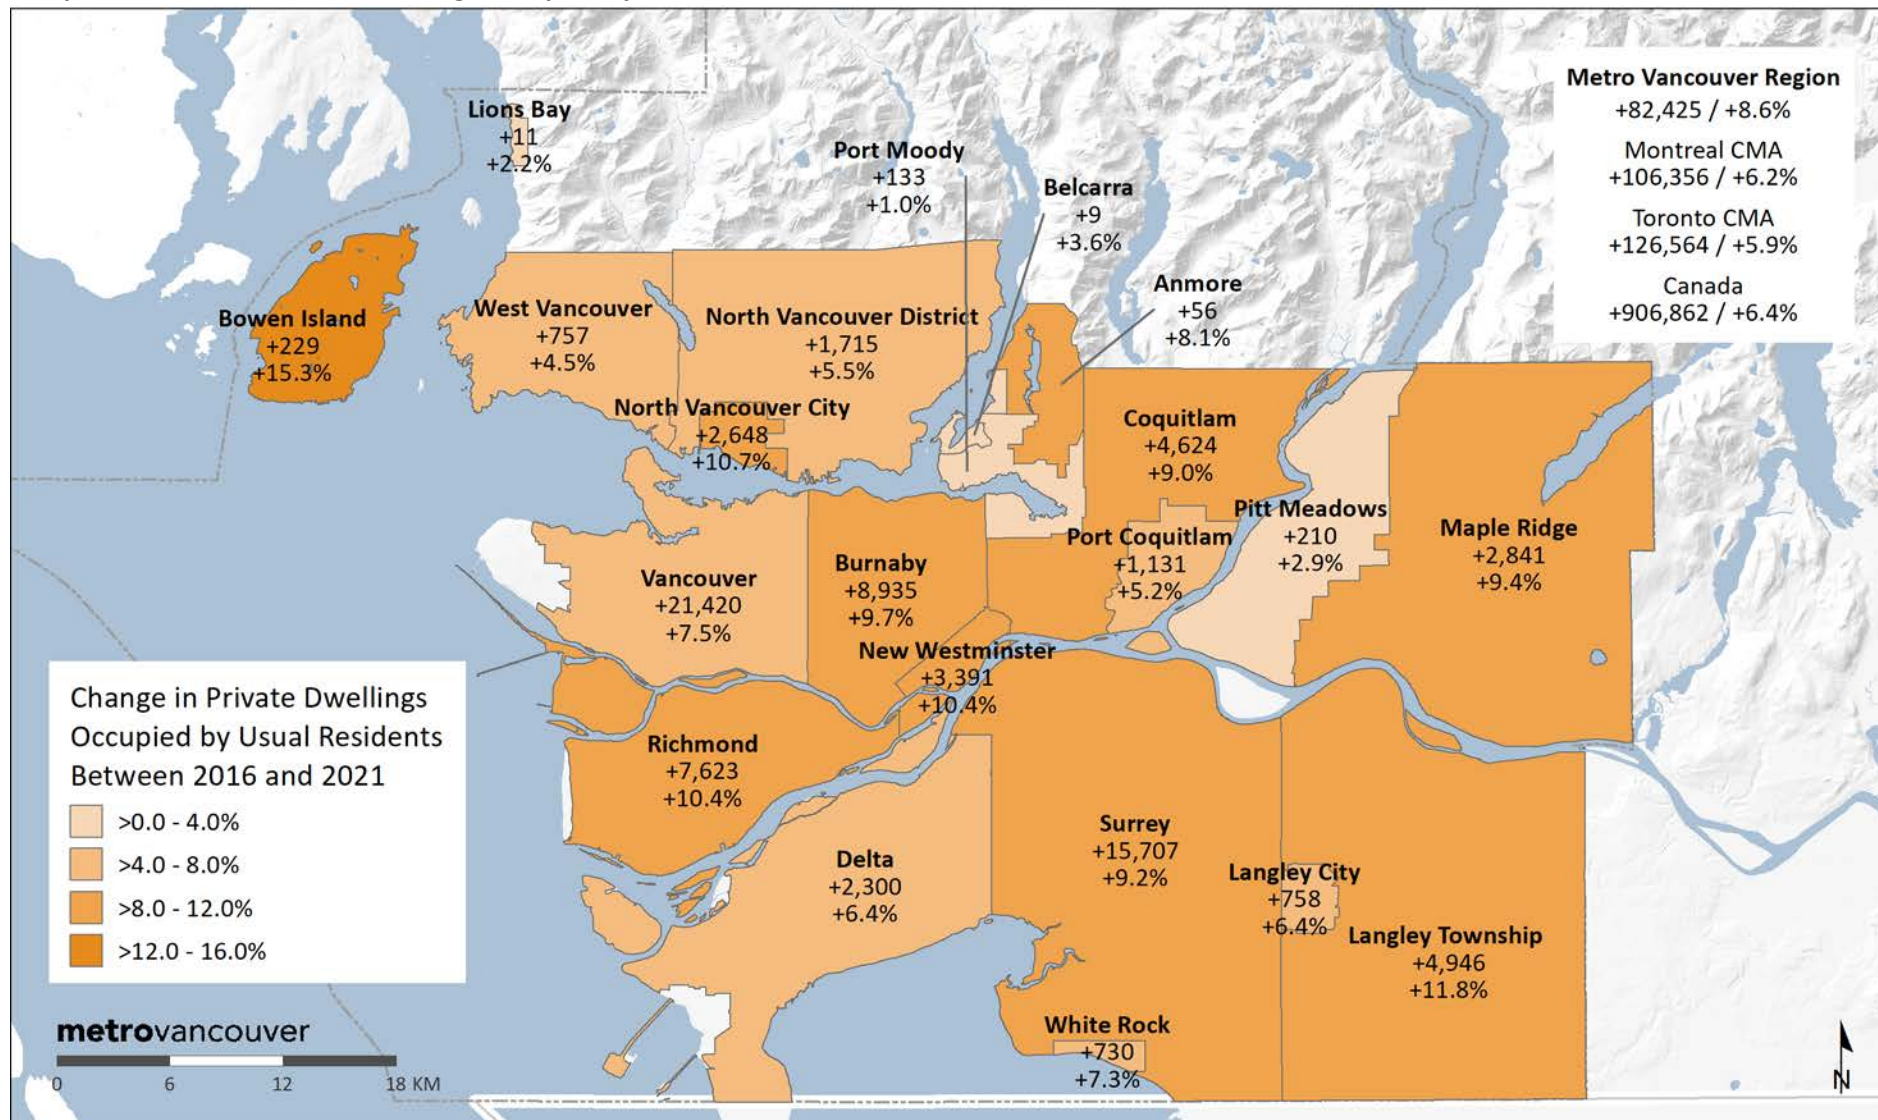 Metro Vancouver Region
+82,425 / +8.6%
Montreal CMA
+106,356 / +6.2%
Toronto CMA
+126,564 / +5.9%
Canada
+906,862 / +6.4%
Lions Bay
+11
+2.2%
Port Moody
+133
+1.0%
Belcarra
+9
+3.6%
Anmore
+56
+8.1%
Bowen Island
+229
+15.3%
West Vancouver
+757
+4.5%
North Vancouver District
+1,715
+5.5%
North Vancouver City
+2,648
+10.7%
Coquitlam
+4,624
+9.0%
Pitt Meadows
+210
+2.9%
Maple Ridge
+2,841
+9.4%
Port Coquitlam
+1,131
+5.2%
Vancouver
+21,420
+7.5%
Burnaby
+8,935
+9.7%
New Westminster
+3,391
+10.4%
Richmond
+7,623
+10.4%
Delta
+2,300
+6.4%
Surrey
+15,707
+9.2%
Langley City
+758
+6.4%
Langley Township
+4,946
+11.8%
White Rock
+730
+7.3%
Change in Private Dwellings
Occupied by Usual Residents
Between 2016 and 2021
>0.0 - 4.0%
>4.0 - 8.0%
>8.0 - 12.0%
>12.0 - 16.0%
metrovancouver
0 6 12 18 KM
N